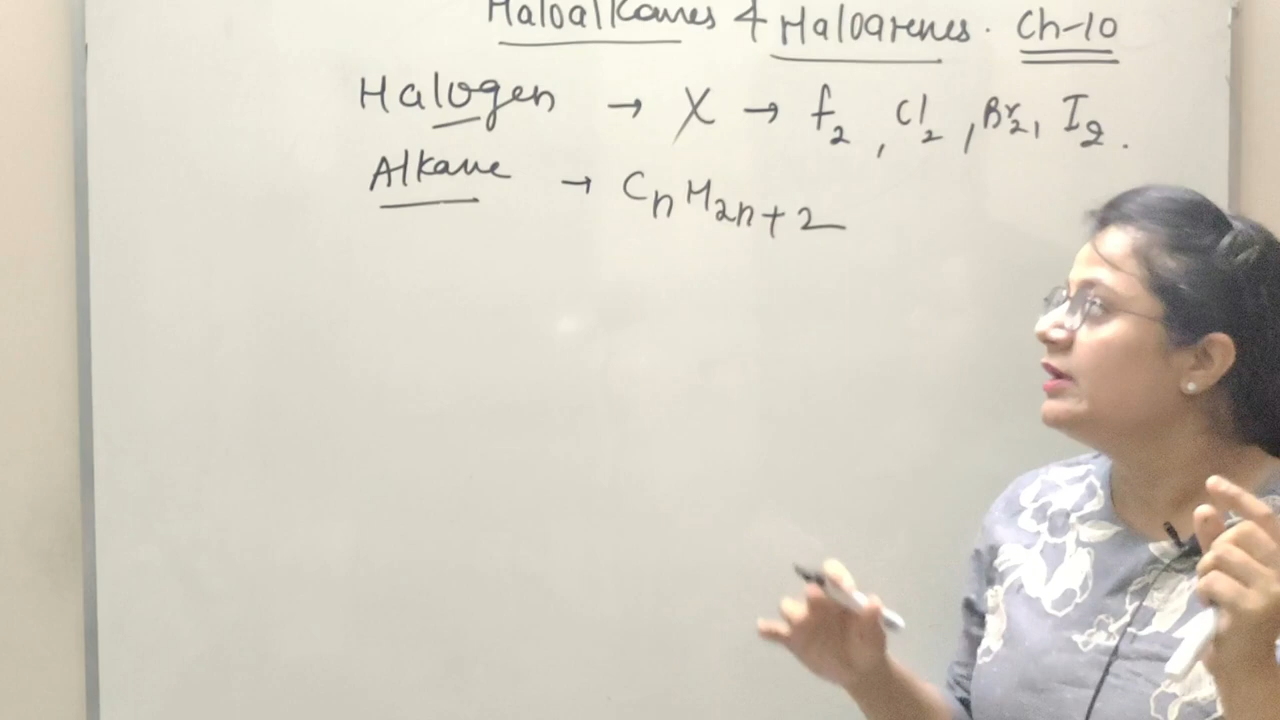 Haloalkanes & Haloarenes. Ch-10
Halogen → X → f₂, Cl₂, Br₂, I₂.
Alkane → CnH2n+2